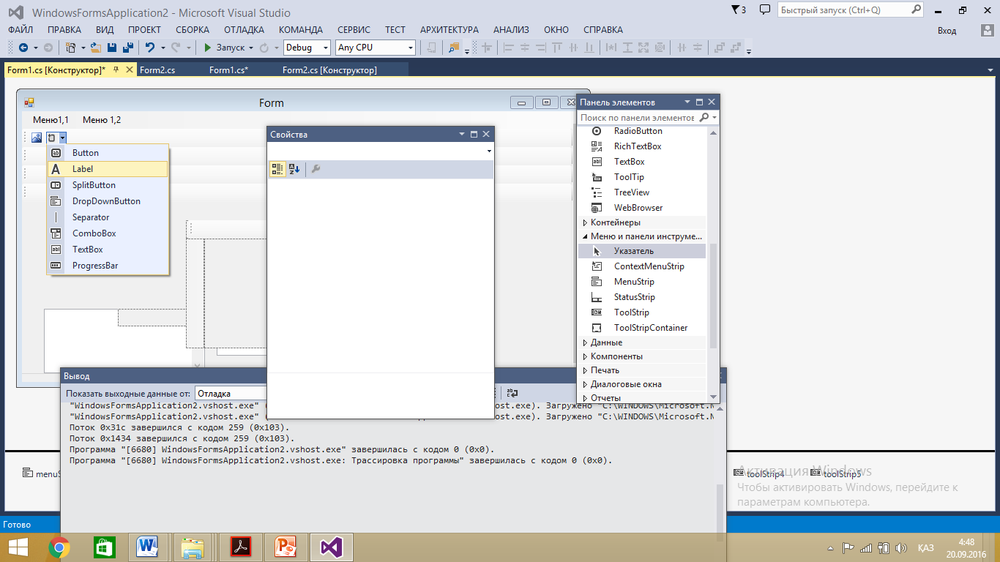 WindowsFormsApplication2 - Microsoft Visual Studio
3
Быстрый запуск (Ctrl+Q)
ФАЙЛ ПРАВКА ВИД ПРОЕКТ СБОРКА ОТЛАДКА КОМАНДА СЕРВИС ТЕСТ АРХИТЕКТУРА АНАЛИЗ ОКНО СПРАВКА
Вход
Запуск Debug Any CPU
Form1.cs [Конструктор]* Form2.cs Form1.cs* Form2.cs [Конструктор]
Form
Меню1,1 Меню 1,2
Button
Label
SplitButton
DropDownButton
Separator
ComboBox
TextBox
ProgressBar
Свойства
Панель элементов
Поиск по панели элементов
RadioButton
RichTextBox
TextBox
ToolTip
TreeView
WebBrowser
Контейнеры
Меню и панели инструме...
Указатель
ContextMenuStrip
MenuStrip
StatusStrip
ToolStrip
ToolStripContainer
Данные
Компоненты
Печать
Диалоговые окна
Отчеты
Вывод
Показать выходные данные от: Отладка
"WindowsFormsApplication2.vshost.exe" ( st.exe). Загружено "C:\WINDOWS\Microsoft.N
"WindowsFormsApplication2.vshost.exe" ( st.exe). Загружено "C:\WINDOWS\Microsoft.N
Поток 0x31c завершился с кодом 259 (0x103).
Поток 0x1434 завершился с кодом 259 (0x103).
Программа "[6680] WindowsFormsApplication2.vshost.exe" завершилась с кодом 0 (0x0).
Программа "[6680] WindowsFormsApplication2.vshost.exe: Трассировка программы" завершилась с кодом 0 (0x0).
menuS
toolStrip4 toolStrip5
Активация Windows
Чтобы активировать Windows, перейдите к
параметрам компьютера.
Готово
ҚАЗ
4:48
20.09.2016